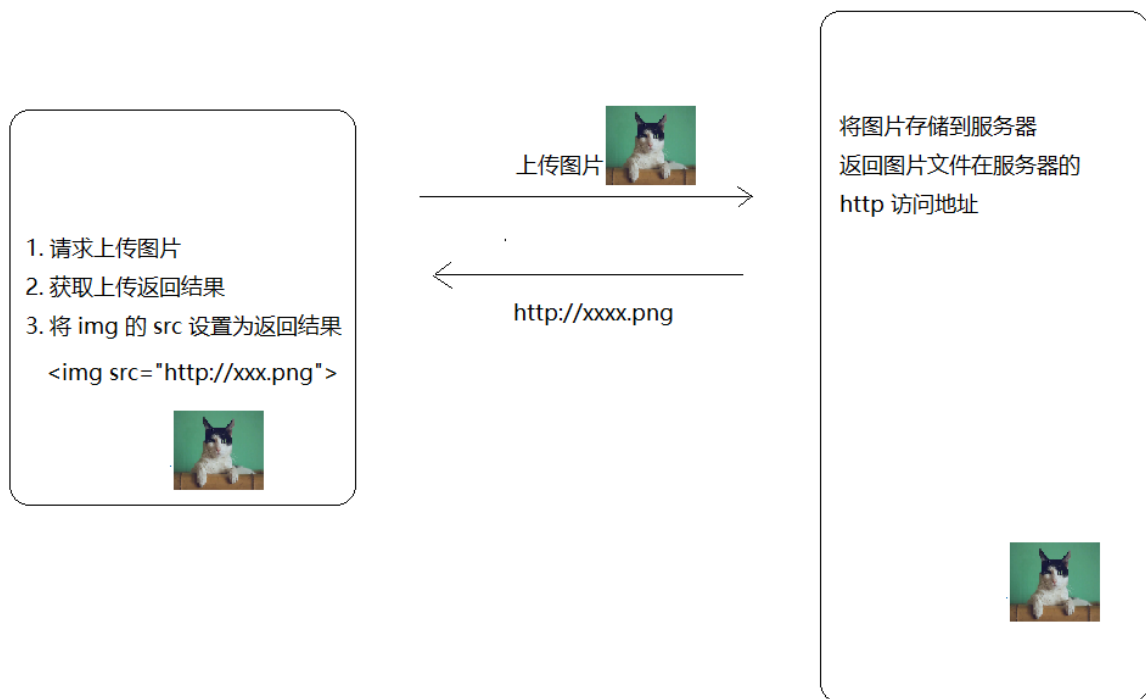 1. 请求上传图片
2. 获取上传返回结果
3. 将 img 的 src 设置为返回结果
<img src="http://xxx.png">
上传图片
http://xxxx.png
将图片存储到服务器
返回图片文件在服务器的
http 访问地址